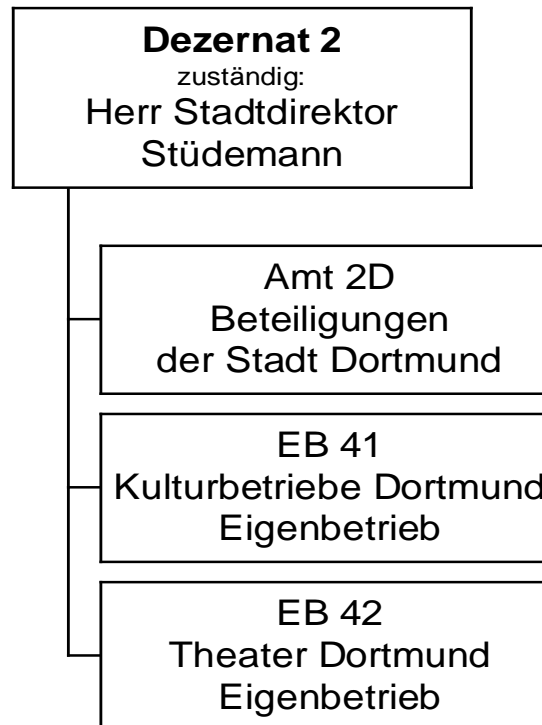 Dezernat 2
zuständig:
Herr Stadtdirektor
Stüdemann
Amt 2D
Beteiligungen
der Stadt Dortmund
EB 41
Kulturbetriebe Dortmund
Eigenbetrieb
EB 42
Theater Dortmund
Eigenbetrieb